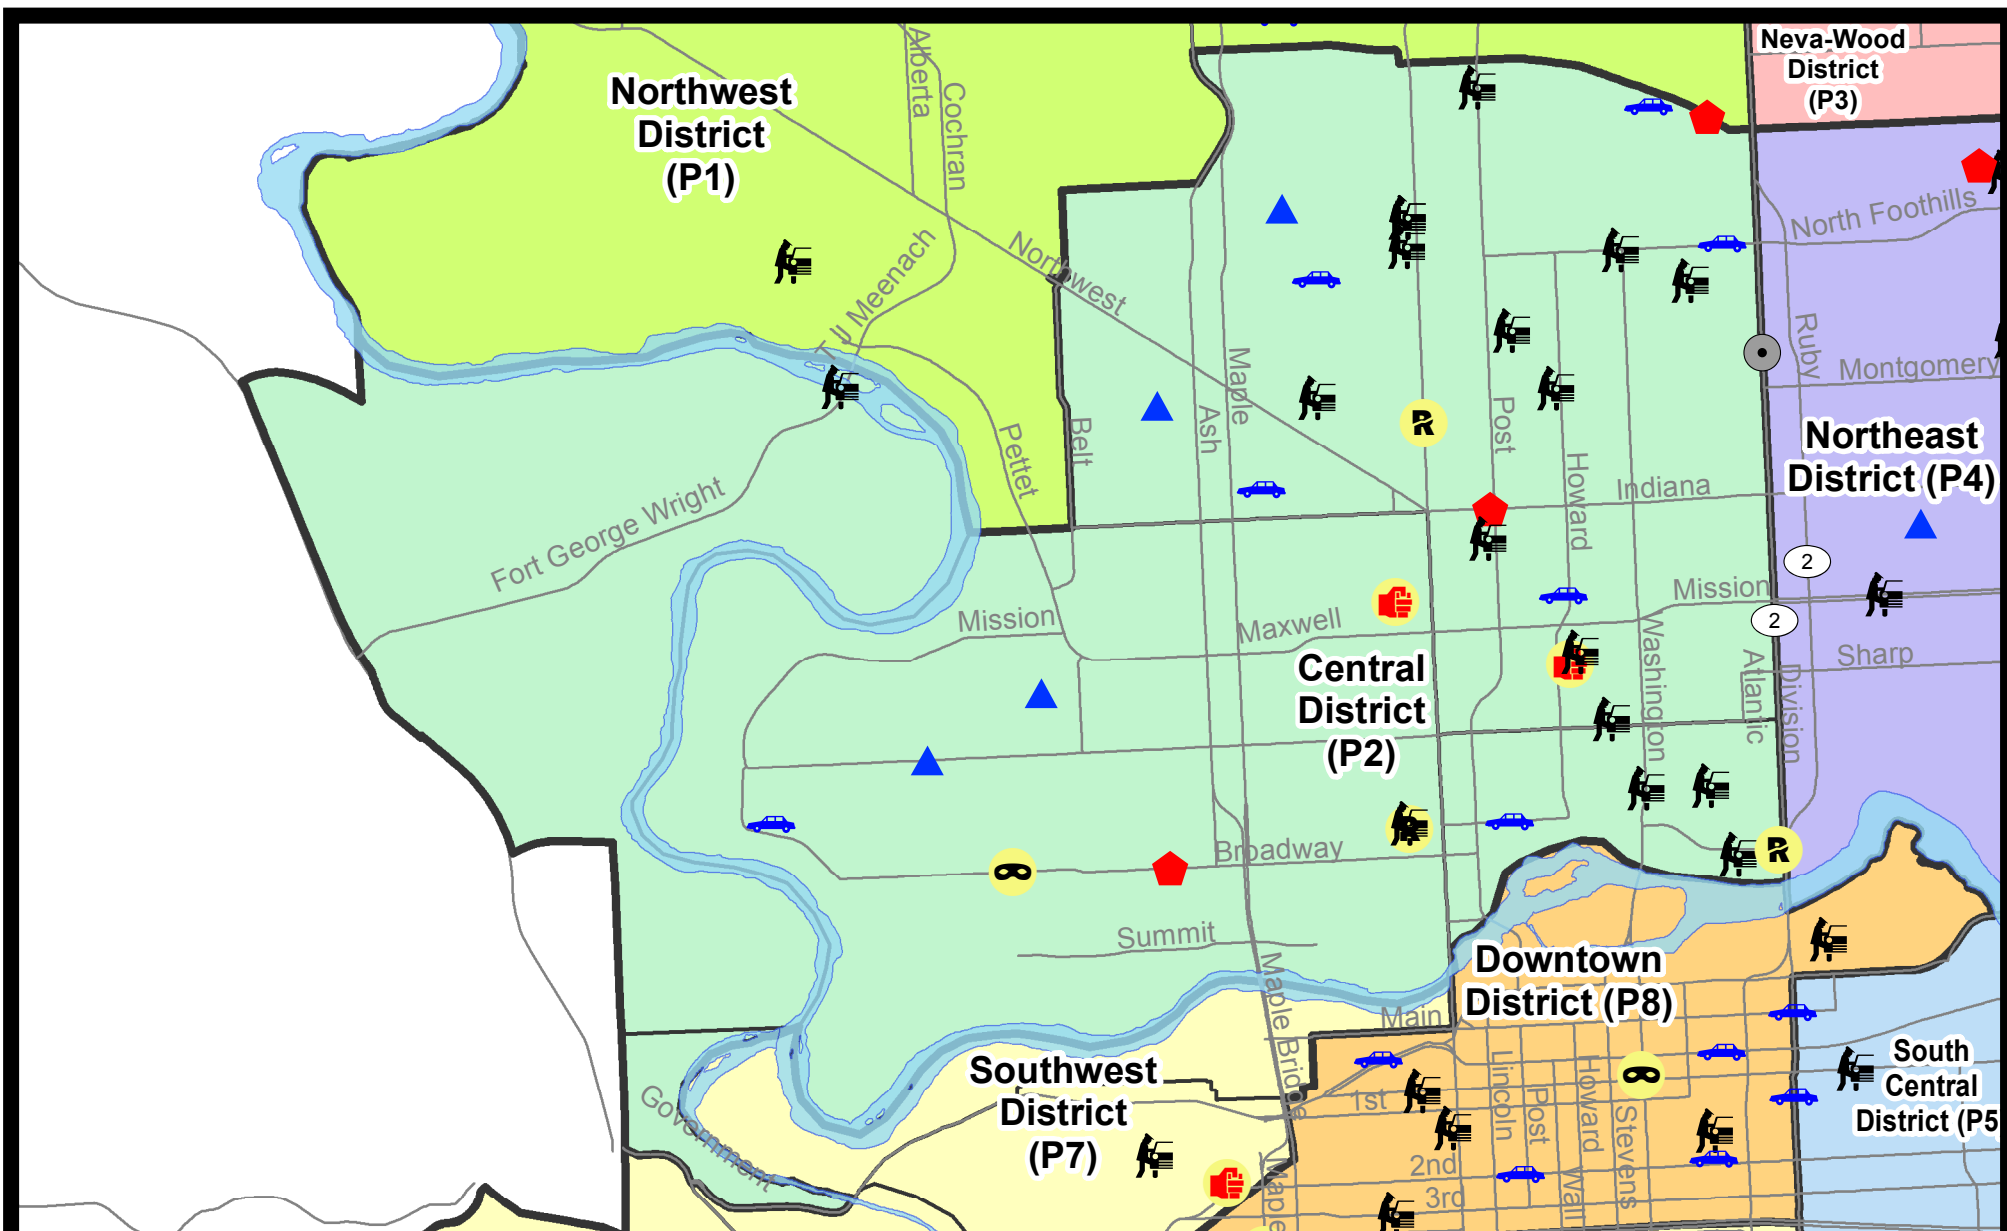 Neva-Wood
District
(P3)
Northwest
District
(P1)
Alberta
Cochran
North Foothills
T J Meenach
Northwest
Ruby
Montgomery
Maple
Ash
Belt
Post
Pettet
Howard
Indiana
Northeast
District (P4)
Fort George Wright
2
Mission
Mission
2
Maxwell
Washington
Atlantic
Division
Sharp
Central
District
(P2)
R
R
R
Broadway
Summit
Downtown
District (P8)
Maple Bridge
Main
Southwest
District
(P7)
South
Central
District (P5
Government
1st
Lincoln
Post
Howard
Wall
Stevens
2nd
3rd
Maple